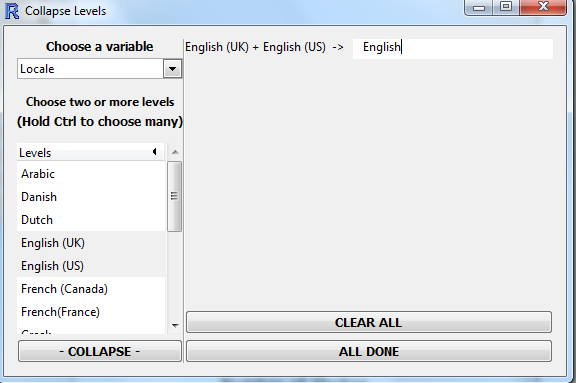 Collapse Levels
Choose a variable
Locale
Choose two or more levels
(Hold Ctrl to choose many)
Levels
Arabic
Danish
Dutch
English (UK)
English (US)
French (Canada)
French(France)
Greek
- COLLAPSE -
English (UK) + English (US) -> English
CLEAR ALL
ALL DONE